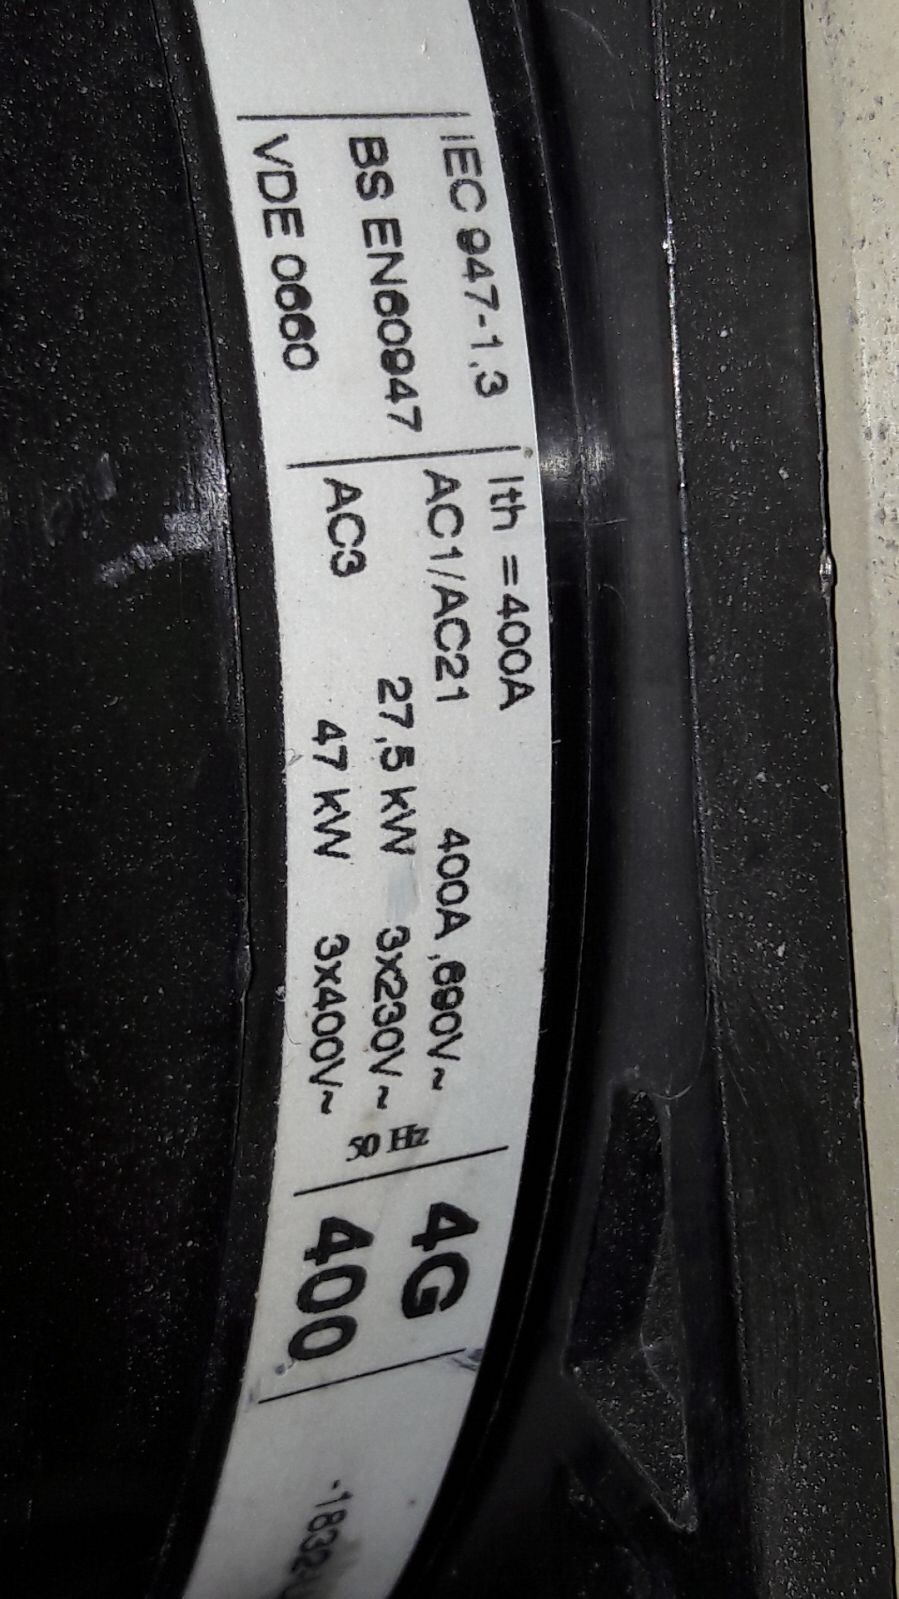 IEC 947-1,3
BS EN60947
VDE 0660
Ith =400A
AC1/AC21 400A,690V~
27,5 kW 3x230V~
AC3 47 kW 3x400V~
50 Hz
4G
400